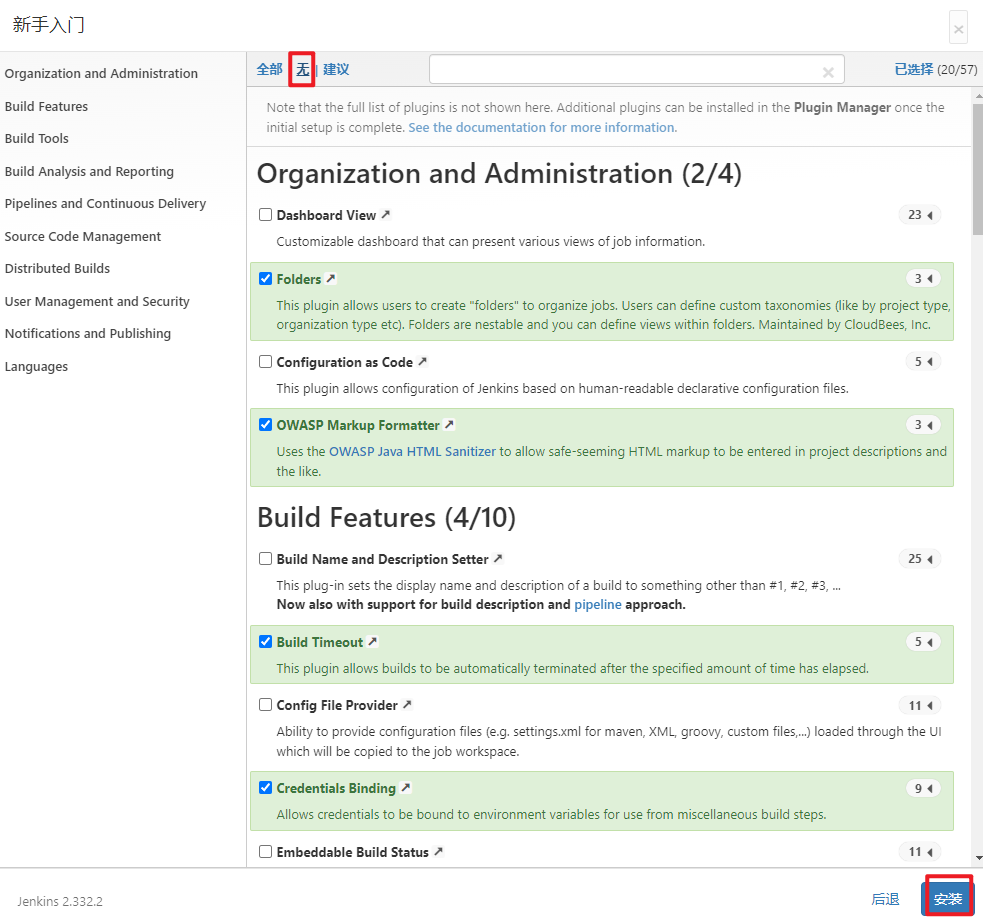 新手入门
×
Organization and Administration
Build Features
Build Tools
Build Analysis and Reporting
Pipelines and Continuous Delivery
Source Code Management
Distributed Builds
User Management and Security
Notifications and Publishing
Languages
全部 无 | 建议
已选择 (20/57)
Note that the full list of plugins is not shown here. Additional plugins can be installed in the Plugin Manager once the
initial setup is complete. See the documentation for more information.
Organization and Administration (2/4)
Dashboard View 23
Customizable dashboard that can present various views of job information.
Folders 3
This plugin allows users to create "folders" to organize jobs. Users can define custom taxonomies (like by project type,
organization type etc). Folders are nestable and you can define views within folders. Maintained by CloudBees, Inc.
Configuration as Code 5
This plugin allows configuration of Jenkins based on human-readable declarative configuration files.
OWASP Markup Formatter 3
Uses the OWASP Java HTML Sanitizer to allow safe-seeming HTML markup to be entered in project descriptions and
the like.
Build Features (4/10)
Build Name and Description Setter 25
This plug-in sets the display name and description of a build to something other than #1, #2, #3, ...
Now also with support for build description and pipeline approach.
Build Timeout 5
This plugin allows builds to be automatically terminated after the specified amount of time has elapsed.
Config File Provider 11
Ability to provide configuration files (e.g. settings.xml for maven, XML, groovy, custom files,...) loaded through the UI
which will be copied to the job workspace.
Credentials Binding 9
Allows credentials to be bound to environment variables for use from miscellaneous build steps.
Embeddable Build Status 11
Jenkins 2.332.2
后退
安装